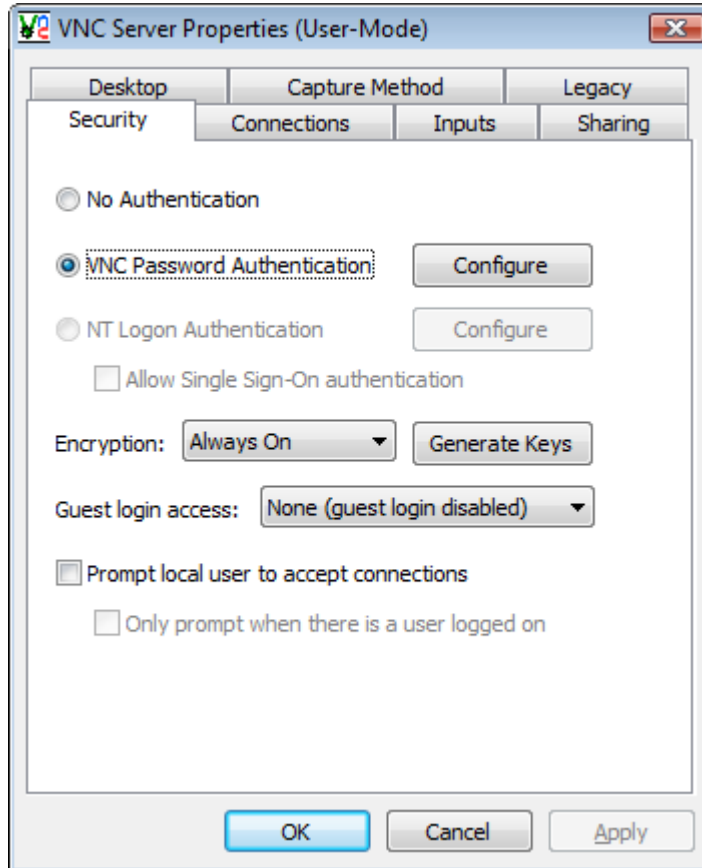 VNC Server Properties (User-Mode)
Desktop Capture Method Legacy
Security Connections Inputs Sharing
No Authentication
VNC Password Authentication Configure
NT Logon Authentication Configure
Allow Single Sign-On authentication
Encryption: Always On Generate Keys
Guest login access: None (guest login disabled)
Prompt local user to accept connections
Only prompt when there is a user logged on
OK Cancel Apply